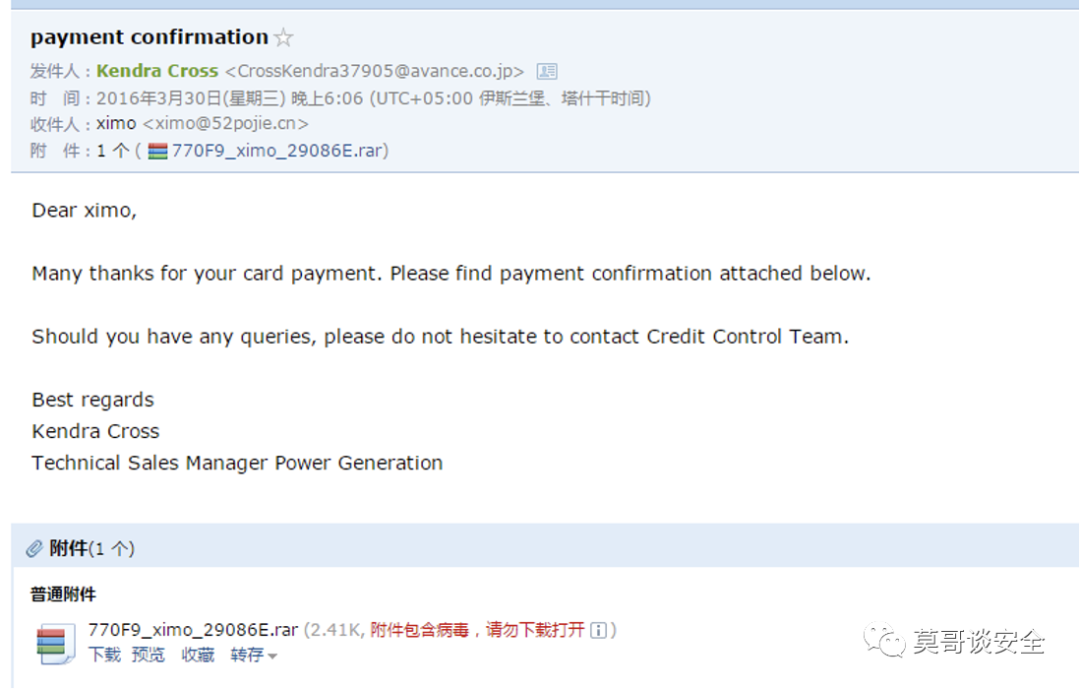 payment confirmation
发件人：Kendra Cross <CrossKendra37905@avance.co.jp>
时 间：2016年3月30日(星期三) 晚上6:06 (UTC+05:00 伊斯兰堡、塔什干时间)
收件人：ximo <ximo@52pojie.cn>
附 件：1 个 ( 770F9_ximo_29086E.rar)
Dear ximo,
Many thanks for your card payment. Please find payment confirmation attached below.
Should you have any queries, please do not hesitate to contact Credit Control Team.
Best regards
Kendra Cross
Technical Sales Manager Power Generation
附件(1 个)
普通附件
770F9_ximo_29086E.rar (2.41K, 附件包含病毒，请勿下载打开 )
下载 预览 收藏 转存
莫哥谈安全